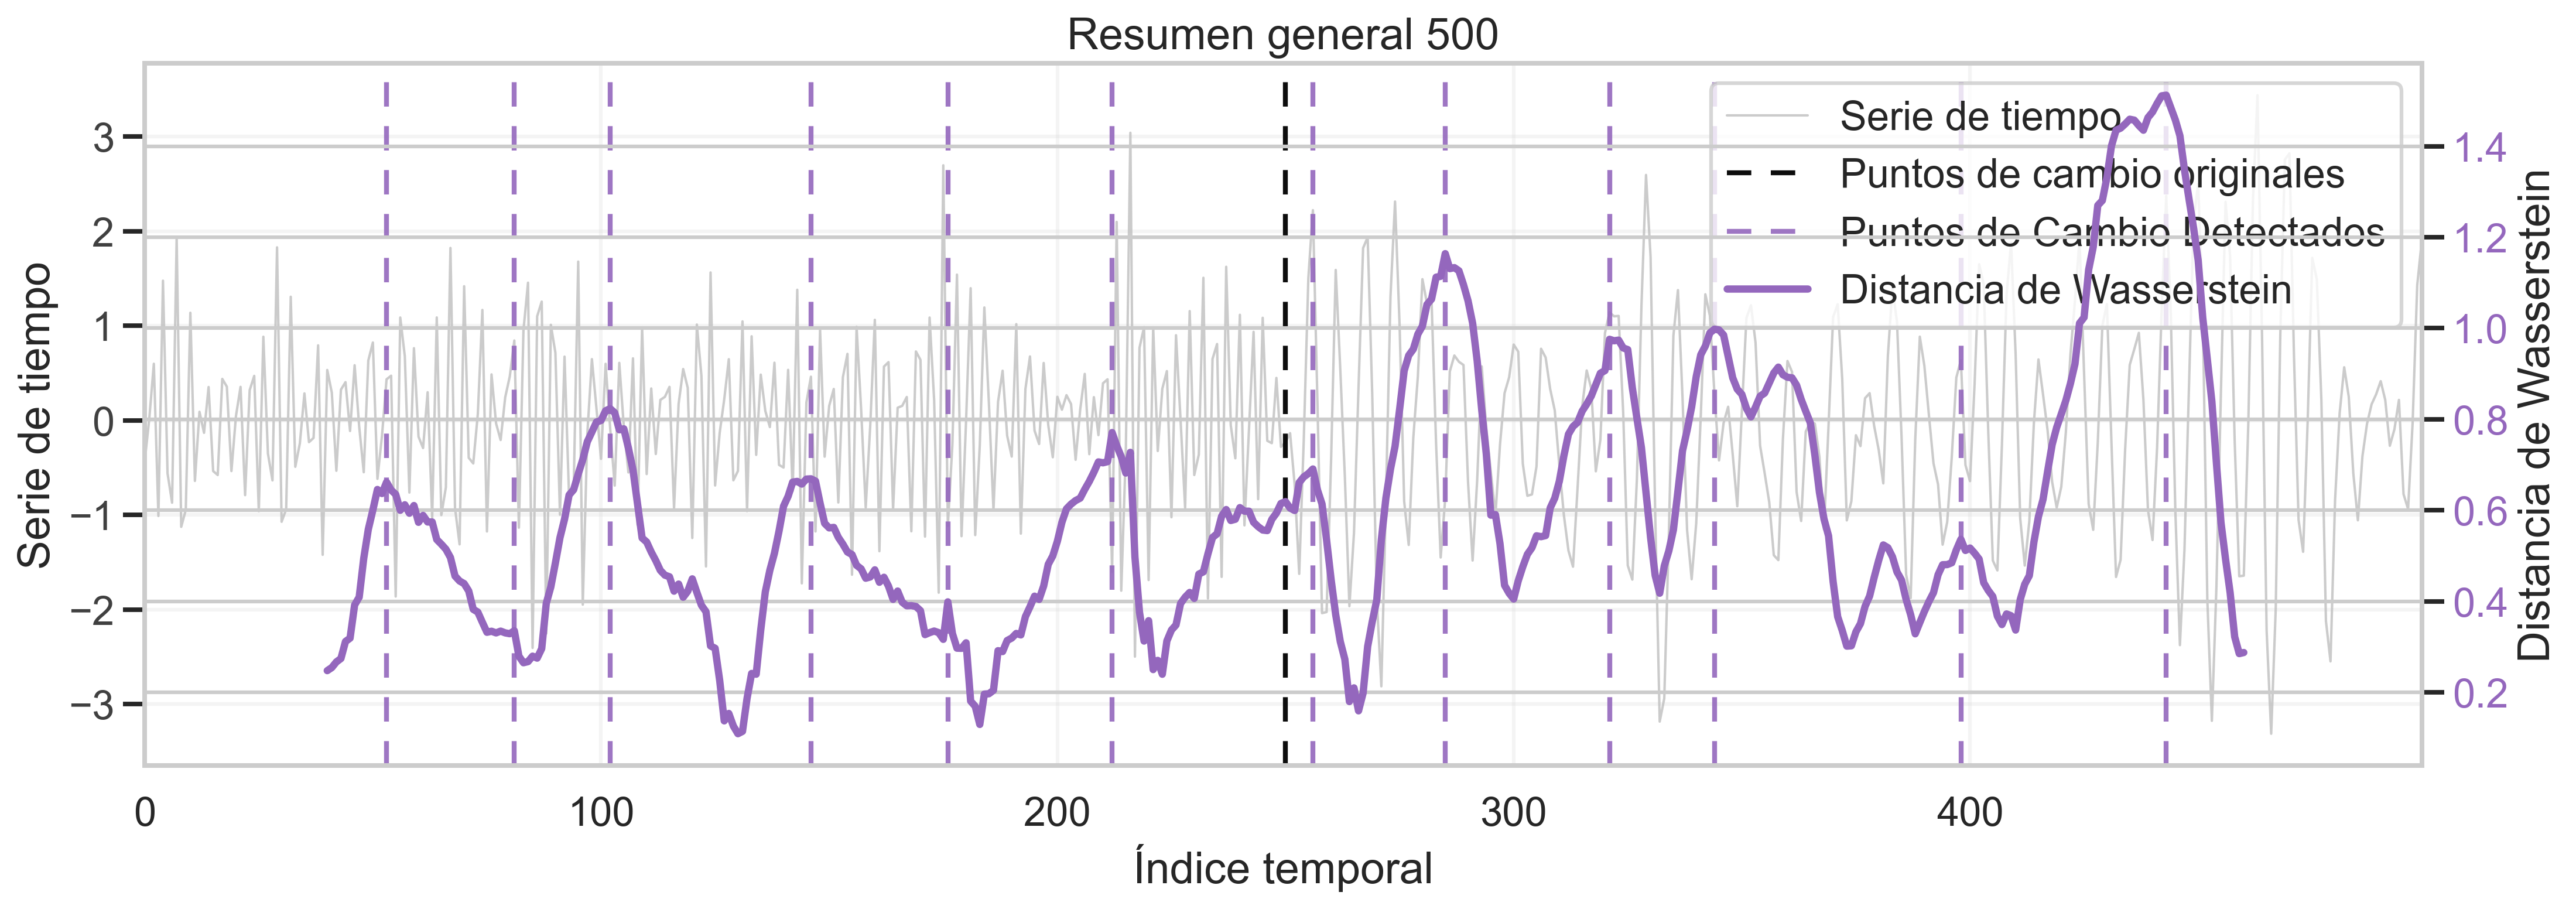 Resumen general 500
Serie de tiempo
3
2
1
0
−1
−2
−3
Serie de tiempo
Puntos de cambio originales
Puntos de Cambio Detectados
Distancia de Wasserstein
1.4
1.2
1.0
0.8
0.6
0.4
0.2
Distancia de Wasserstein
0
100
200
300
400
Índice temporal